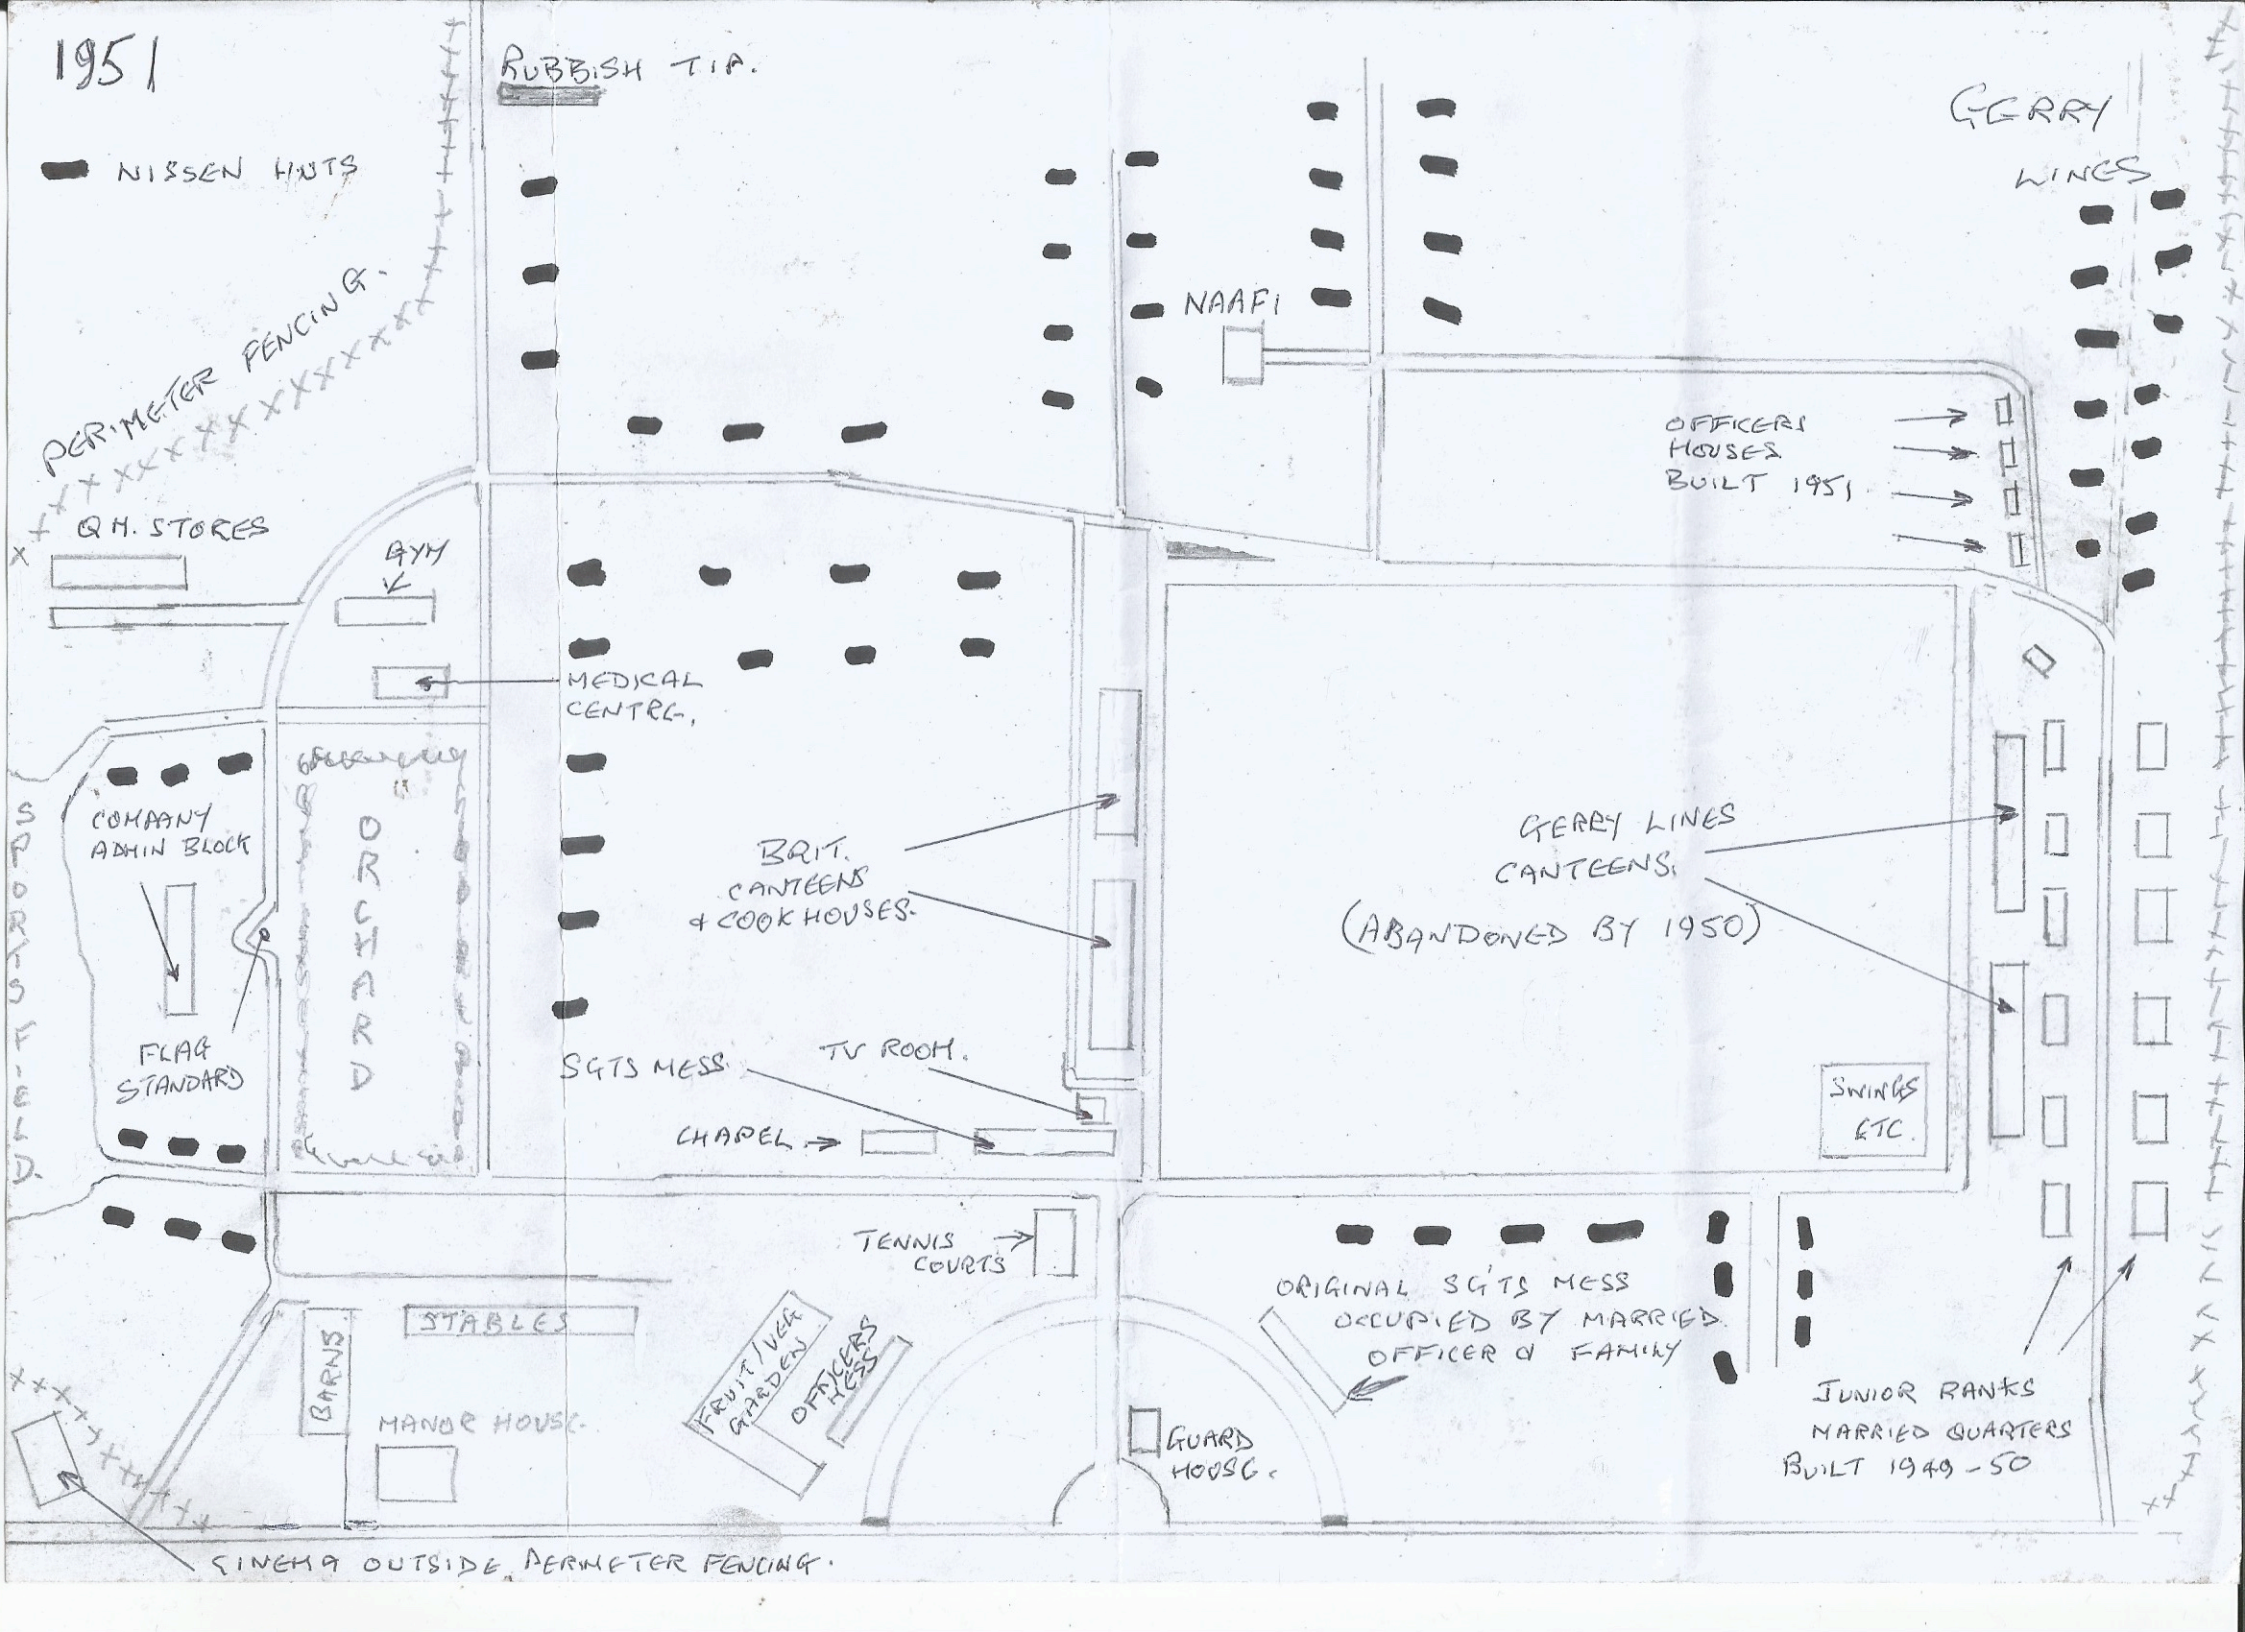 1951
RUBBISH TIP.
GERRY
LINES
NISSEN HUTS
PERIMETER FENCING.
NAAFI
OFFICERS
HOUSES
BUILT 1951
QM. STORES
GYM
MEDICAL
CENTRE,
COMPANY
ADMIN BLOCK
ORCHARD
SPORTS FIELD.
BRIT.
CANTEENS
& COOKHOUSES.
GERRY LINES
CANTEENS.
(ABANDONED BY 1950)
FLAG
STANDARD
SGTS MESS.
TV ROOM.
CHAPEL
SWINGS
ETC.
TENNIS
COURTS
ORIGINAL SGTS MESS
OCCUPIED BY MARRIED
OFFICER & FAMILY
STABLES
BARNS.
FRUIT/VEG
GARDEN
OFFICERS
MESS
MANOR HOUSE.
GUARD
HOUSE.
JUNIOR RANKS
MARRIED QUARTERS
BUILT 1949-50
CINEMA OUTSIDE PERIMETER FENCING.